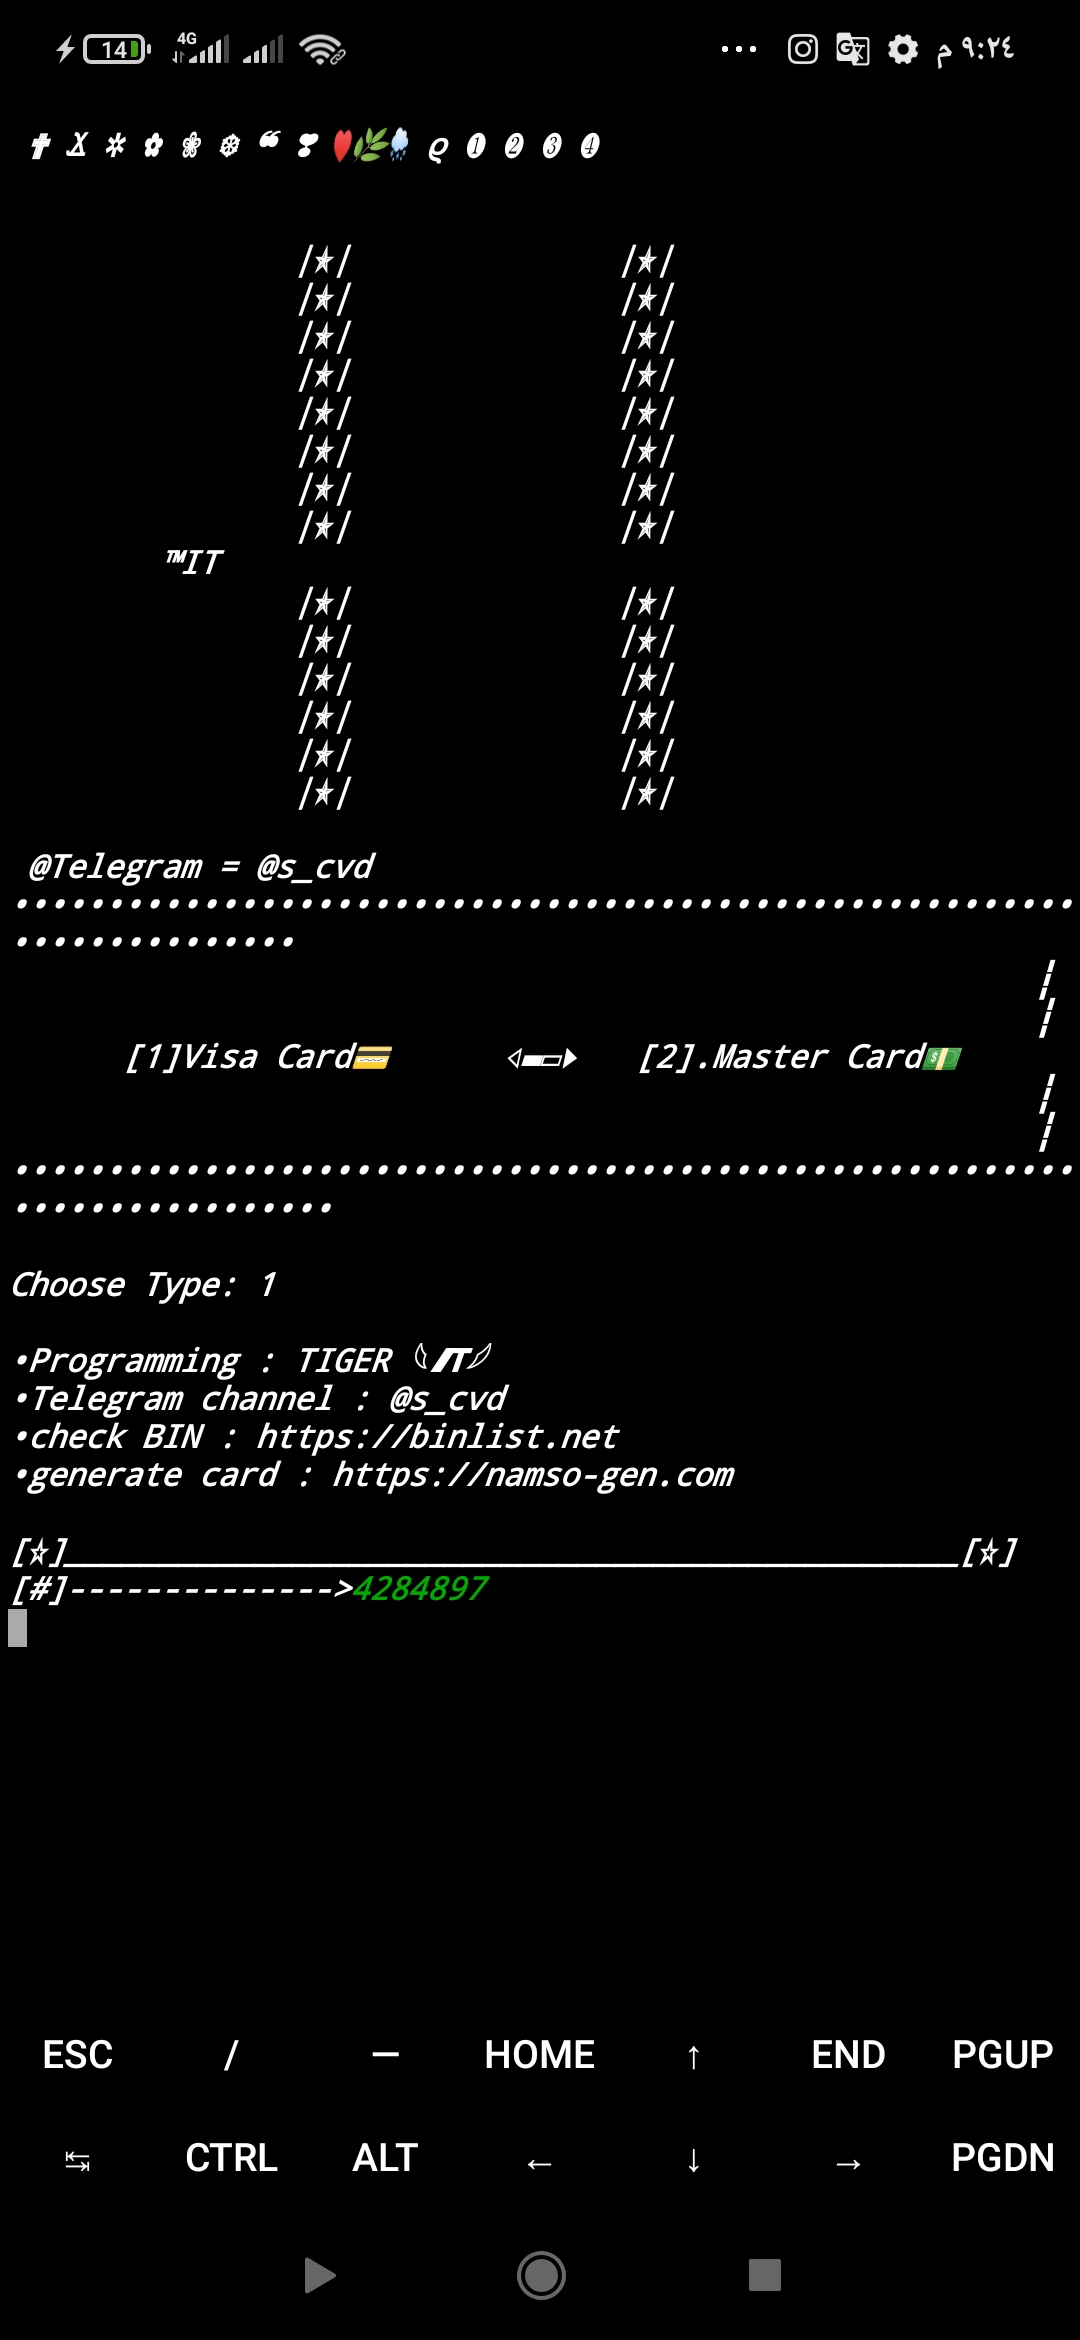 14 4G ... ٩:٢٤ م
✟ ☓ ✲ ✿ ❀ ❆ ❝ ❣ ♥️🌿🌧 ღ ❶ ❷ ❸ ❹
/✯/ /✯/
/✯/ /✯/
/✯/ /✯/
/✯/ /✯/
/✯/ /✯/
/✯/ /✯/
/✯/ /✯/
/✯/ /✯/
™IT
/✯/ /✯/
/✯/ /✯/
/✯/ /✯/
/✯/ /✯/
/✯/ /✯/
/✯/ /✯/
@Telegram = @s_cvd
••••••••••••••••••••••••••••••••••••••••••••••••••••••••
•••••••••••••••
¦
¦
[1]Visa Card💳 ◁▬▭▶ [2].Master Card💵
¦
¦
••••••••••••••••••••••••••••••••••••••••••••••••••••••••
•••••••••••••••••
Choose Type: 1
•Programming : TIGER IT
•Telegram channel : @s_cvd
•check BIN : https://binlist.net
•generate card : https://namso-gen.com
[☆]_______________________________________________[☆]
[#]-------------->4284897
ESC / — HOME ↑ END PGUP
↹ CTRL ALT ← ↓ → PGDN